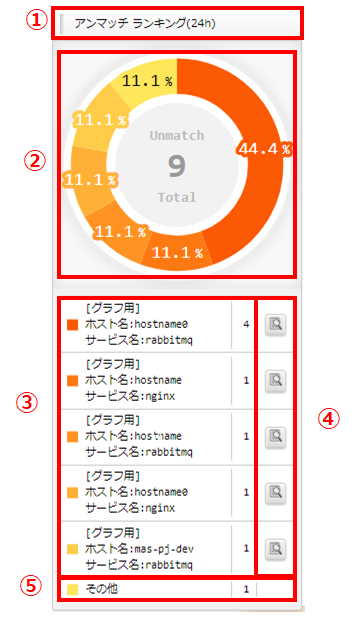 ①
アンマッチ ランキング(24h)
②
11.1 %
11.1 %
44.4 %
11.1 %
11.1 %
11.1 %
Unmatch
9
Total
③
④
[グラフ用]
ホスト名:hostname0 4
サービス名:rabbitmq
[グラフ用]
ホスト名:hostname 1
サービス名:nginx
[グラフ用]
ホスト名:hostname 1
サービス名:rabbitmq
[グラフ用]
ホスト名:hostname0 1
サービス名:nginx
[グラフ用]
ホスト名:mas-pj-dev 1
サービス名:rabbitmq
⑤
その他 1